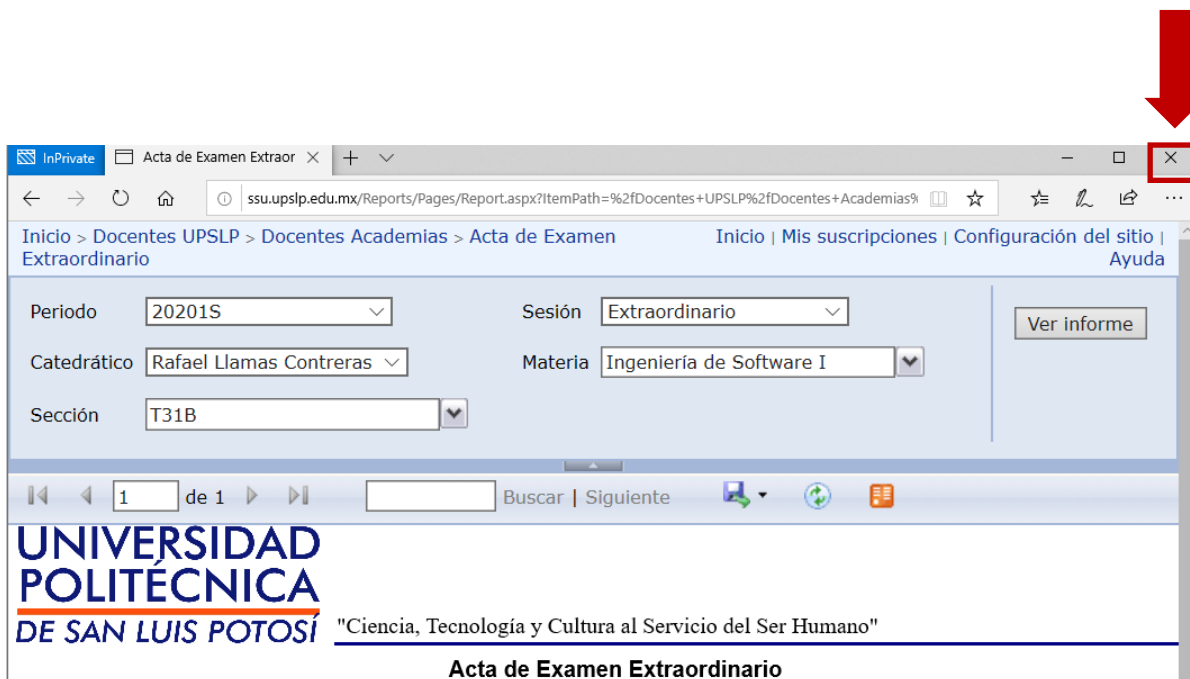 InPrivate Acta de Examen Extraor
ssu.upslp.edu.mx/Reports/Pages/Report.aspx?ItemPath=%2fDocentes+UPSLP%2fDocentes+Academias%
Inicio > Docentes UPSLP > Docentes Academias > Acta de Examen
Extraordinario
Inicio | Mis suscripciones | Configuración del sitio |
Ayuda
Periodo 20201S Sesión Extraordinario Ver informe
Catedrático Rafael Llamas Contreras Materia Ingeniería de Software I
Sección T31B
1 de 1 Buscar | Siguiente
UNIVERSIDAD
POLITÉCNICA
DE SAN LUIS POTOSÍ "Ciencia, Tecnología y Cultura al Servicio del Ser Humano"
Acta de Examen Extraordinario